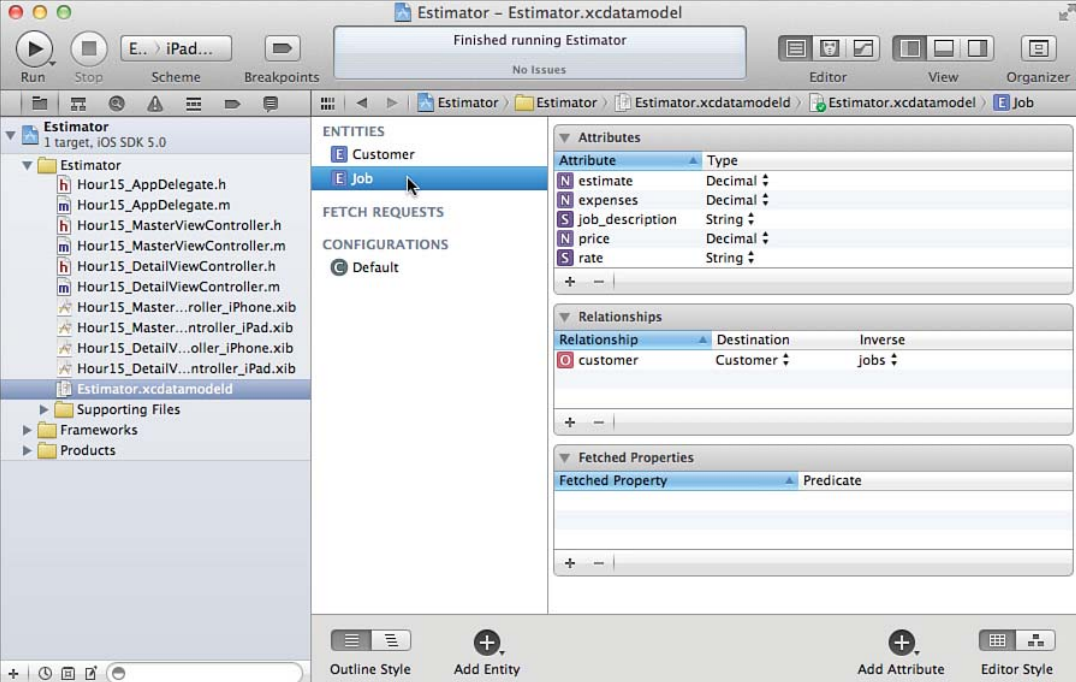 Estimator – Estimator.xcdatamodel
E.. › iPad...
Finished running Estimator
No Issues
Run Stop Scheme Breakpoints Editor View Organizer
Estimator › Estimator › Estimator.xcdatamodeld › Estimator.xcdatamodel › E Job
Estimator
1 target, iOS SDK 5.0
Estimator
h Hour15_AppDelegate.h
m Hour15_AppDelegate.m
h Hour15_MasterViewController.h
m Hour15_MasterViewController.m
h Hour15_DetailViewController.h
m Hour15_DetailViewController.m
Hour15_Master...roller_iPhone.xib
Hour15_Master...ntroller_iPad.xib
Hour15_DetailV...oller_iPhone.xib
Hour15_DetailV...ntroller_iPad.xib
Estimator.xcdatamodeld
Supporting Files
Frameworks
Products
ENTITIES
E Customer
E Job
FETCH REQUESTS
CONFIGURATIONS
C Default
Attributes
Attribute Type
N estimate Decimal
N expenses Decimal
S job_description String
N price Decimal
S rate String
+ −
Relationships
Relationship Destination Inverse
O customer Customer jobs
+ −
Fetched Properties
Fetched Property Predicate
+ −
Outline Style Add Entity Add Attribute Editor Style